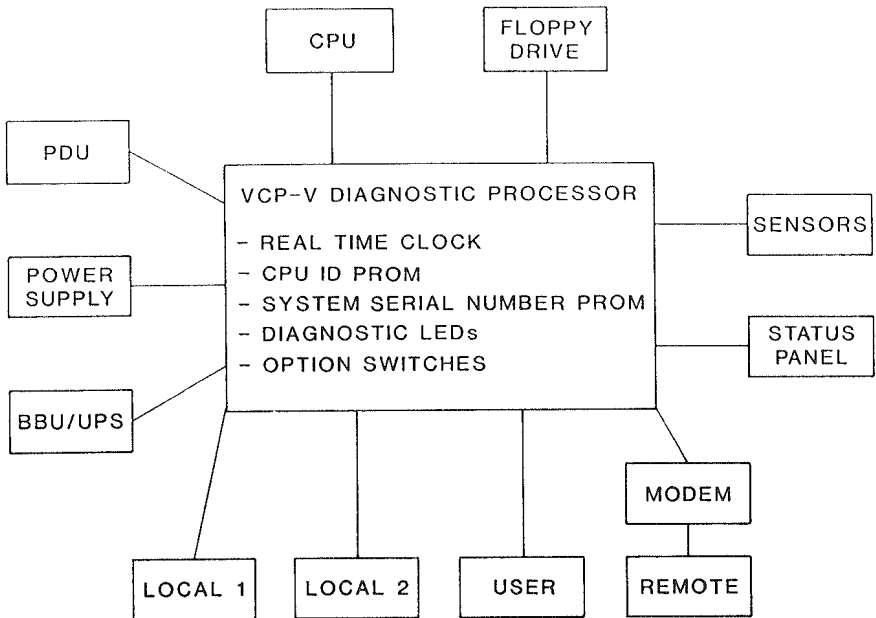 CPU
FLOPPY
DRIVE
PDU
VCP-V DIAGNOSTIC PROCESSOR
- REAL TIME CLOCK
- CPU ID PROM
- SYSTEM SERIAL NUMBER PROM
- DIAGNOSTIC LEDs
- OPTION SWITCHES
SENSORS
POWER
SUPPLY
STATUS
PANEL
BBU/UPS
MODEM
LOCAL 1
LOCAL 2
USER
REMOTE